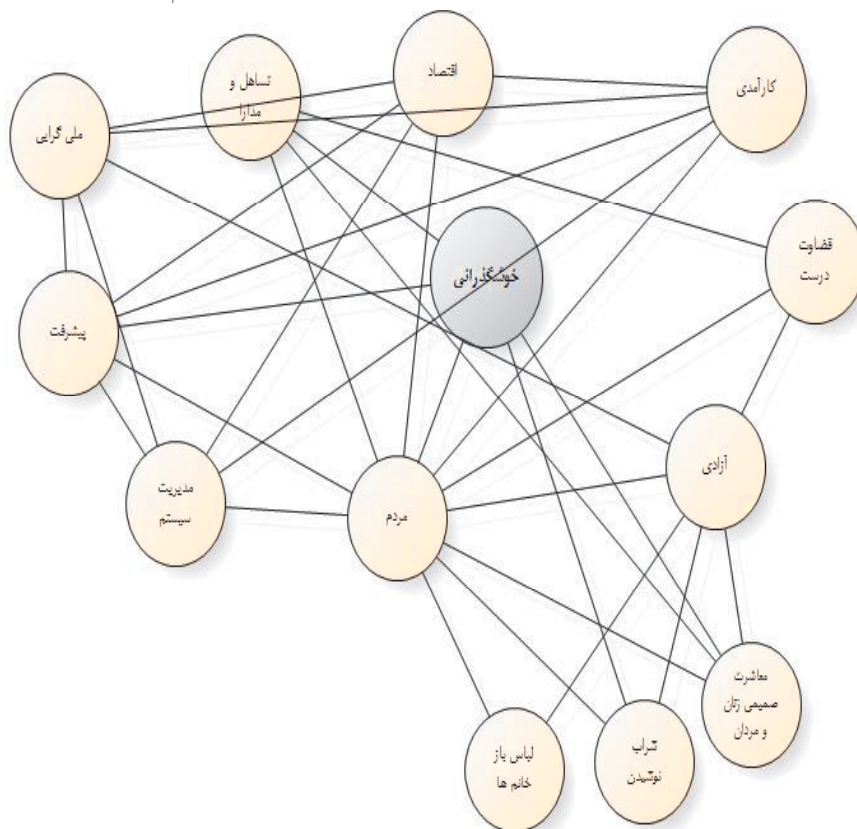 اقتصاد
تساهل و
مدارا
کارآمدی
ملی گرایی
قضاوت
درست
خوشگذرانی
پیشرفت
آزادی
مدیریت
سیستم
مردم
معاشرت
صمیمی زنان
و مردان
لباس باز
خانم ها
شراب
نوشیدن